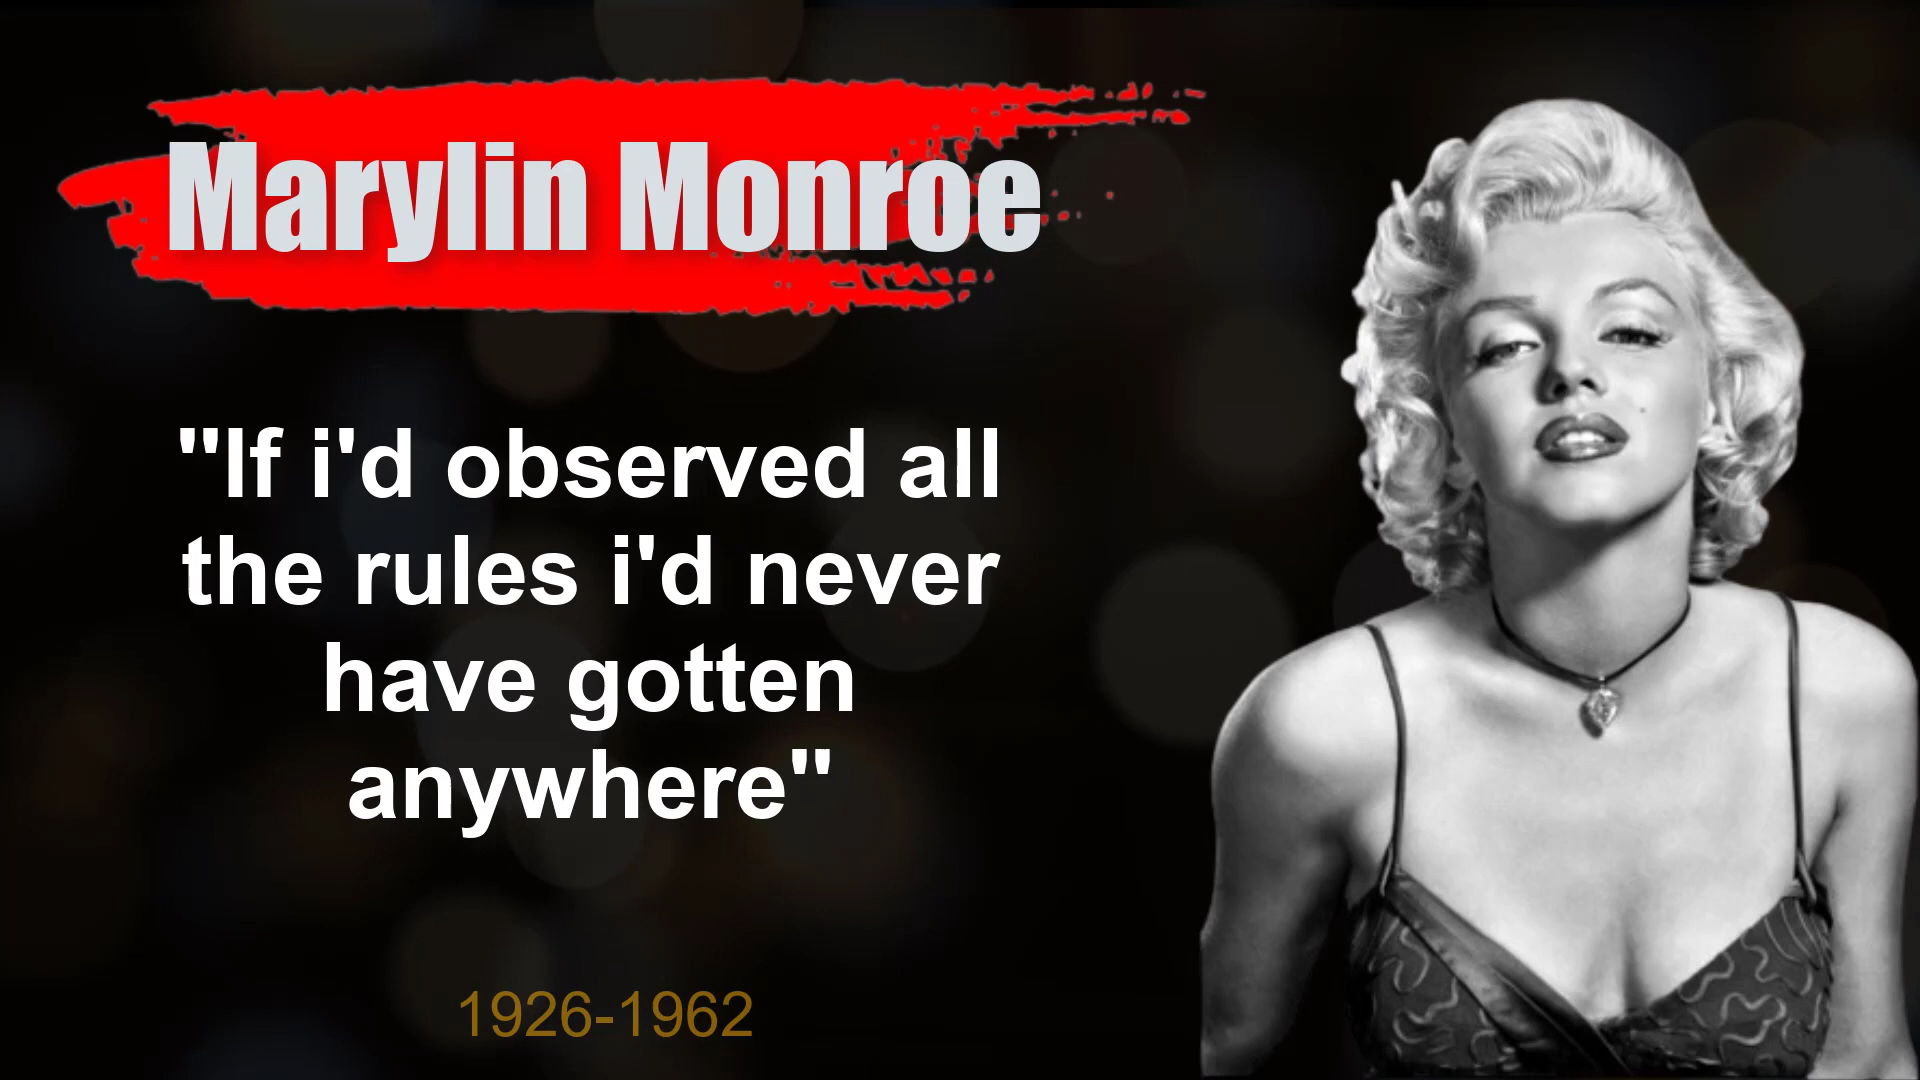 Marylin Monroe
"If i'd observed all
the rules i'd never
have gotten
anywhere"
1926-1962